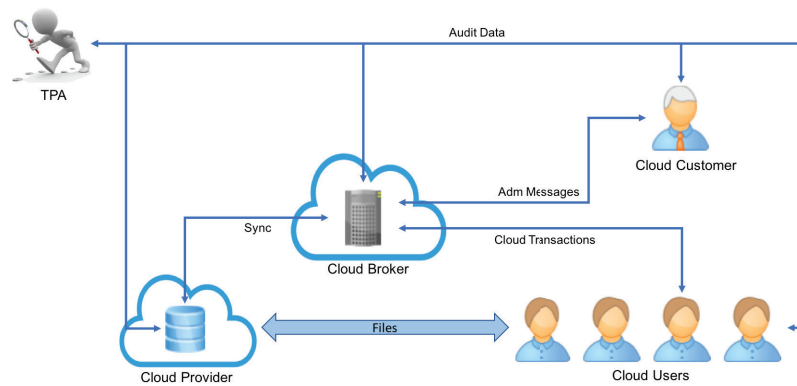 Audit Data
TPA
Cloud Customer
Adm Messages
Sync
Cloud Transactions
Cloud Broker
Files
Cloud Provider
Cloud Users